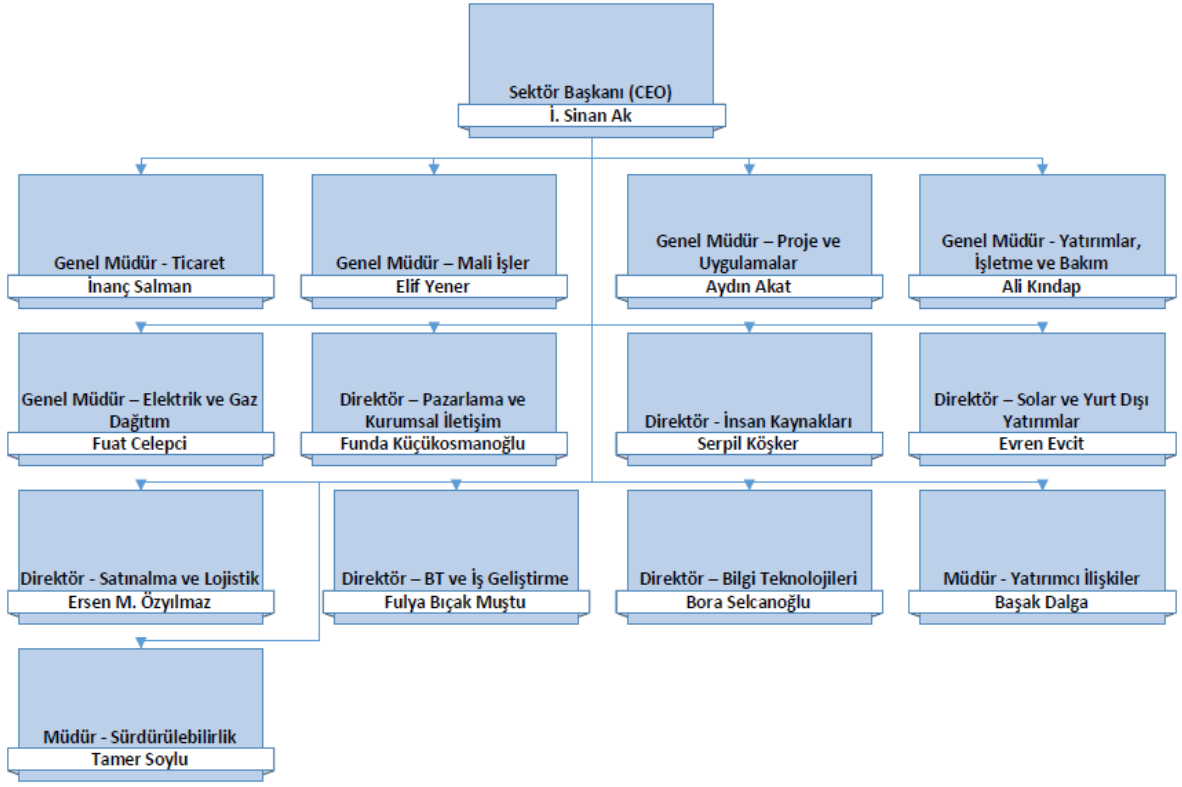 Sektör Başkanı (CEO)
İ. Sinan Ak
Genel Müdür - Ticaret
İnanç Salman
Genel Müdür – Mali İşler
Elif Yener
Genel Müdür – Proje ve
Uygulamalar
Aydın Akat
Genel Müdür - Yatırımlar,
İşletme ve Bakım
Ali Kındap
Genel Müdür – Elektrik ve Gaz
Dağıtım
Fuat Celepci
Direktör – Pazarlama ve
Kurumsal İletişim
Funda Küçükosmanoğlu
Direktör - İnsan Kaynakları
Serpil Köşker
Direktör – Solar ve Yurt Dışı
Yatırımlar
Evren Evcit
Direktör - Satınalma ve Lojistik
Ersen M. Özyılmaz
Direktör – BT ve İş Geliştirme
Fulya Bıçak Muştu
Direktör – Bilgi Teknolojileri
Bora Selcanoğlu
Müdür - Yatırımcı İlişkiler
Başak Dalga
Müdür - Sürdürülebilirlik
Tamer Soylu